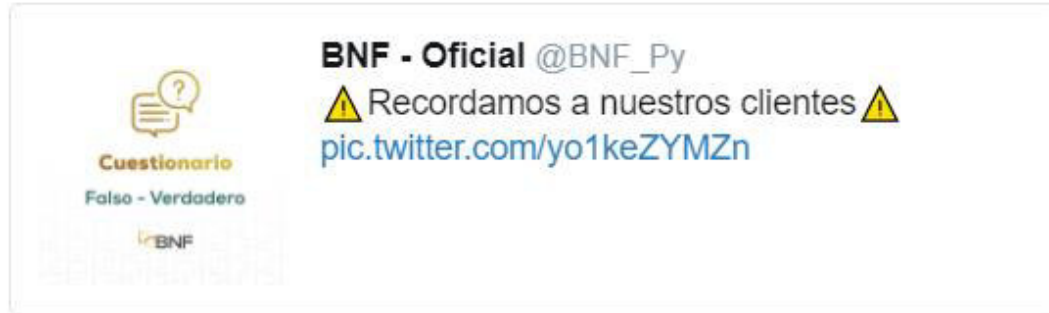 BNF - Oficial @BNF_Py
⚠Recordamos a nuestros clientes⚠
pic.twitter.com/yo1keZYMZn
?
Cuestionario
Falso - Verdadero
BNF